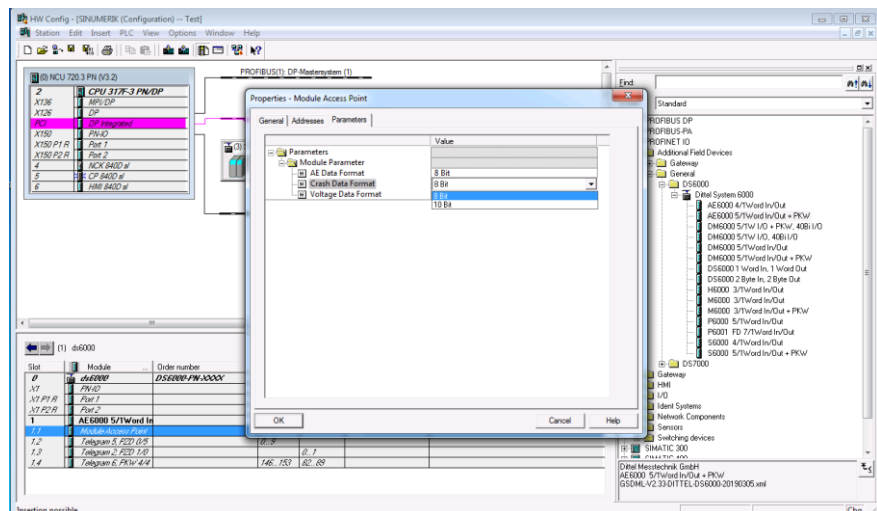 HW Config - [SINUMERIK (Configuration) -- Test]
Station Edit Insert PLC View Options Window Help
(0) NCU 720.3 PN (V3.2)
2 CPU 317F-3 PN/DP
X136 MPI/DP
X126 DP
PCI DP Integrated
X150 PN-IO
X150 P1 R Port 1
X150 P2 R Port 2
4 NCK 840D sl
5 CP 840D sl
6 HMI 840D sl
PROFIBUS(1): DP-Mastersystem (1)
Properties - Module Access Point
General Addresses Parameters
Value
Parameters
Module Parameter
AE Data Format 8 Bit
Crash Data Format 8 Bit
Voltage Data Format 8 Bit
10 Bit
OK Cancel Help
Find
Standard
PROFIBUS DP
PROFIBUS-PA
PROFINET IO
Additional Field Devices
Gateway
General
DS6000
Dittel System 6000
AE6000 4/1Word In/Out
AE6000 5/1Word In/Out + PKW
DM6000 5/1W I/O + PKW, 40Bi I/O
DM6000 5/1W I/O, 40Bi I/O
DM6000 5/1Word In/Out
DM6000 5/1Word In/Out + PKW
DS6000 1 Word In, 1 Word Out
DS6000 2 Byte In, 2 Byte Out
H6000 3/1Word In/Out
M6000 3/1Word In/Out
M6000 3/1Word In/Out + PKW
P6000 5/1Word In/Out
P6001 FD 7/1Word In/Out
S6000 4/1Word In/Out
S6000 5/1Word In/Out + PKW
DS7000
Gateway
HMI
I/O
Ident Systems
Network Components
Sensors
Switching devices
SIMATIC 300
SIMATIC 400
(1) ds6000
Slot Module ... Order number
0 ds6000 DS6000-PN-XXXX
X1 PN-IO
X1 P1 R Port 1
X1 P2 R Port 2
1 AE6000 5/1Word In
1.1 Module Access Point
1.2 Telegram 5, PZD 0/5 0...9
1.3 Telegram 2, PZD 1/0 0...1
1.4 Telegram 6, PKW 4/4 146...153 82...89
Dittel Messtechnik GmbH
AE6000 5/1Word In/Out + PKW
GSDML-V2.33-DITTEL-DS6000-20190305.xml
Insertion possible
Chg